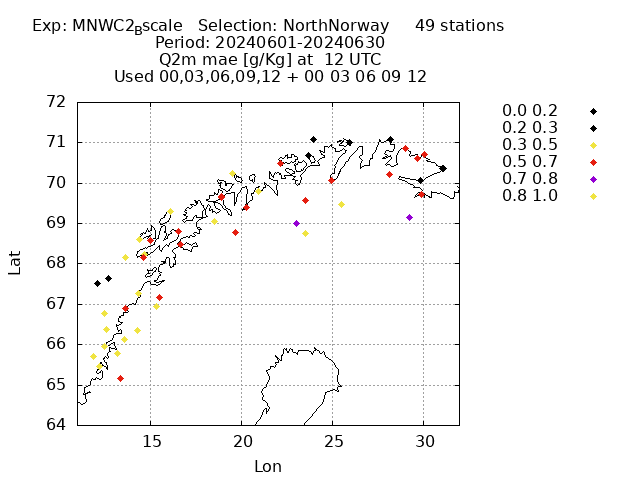 Exp: MNWC2_Bscale   Selection: NorthNorway     49 stations
Period: 20240601-20240630
Q2m mae [g/Kg] at  12 UTC
Used 00,03,06,09,12 + 00 03 06 09 12
72
71
70
69
68
67
66
65
64
Lat
15 20 25 30
Lon
0.0 0.2
0.2 0.3
0.3 0.5
0.5 0.7
0.7 0.8
0.8 1.0